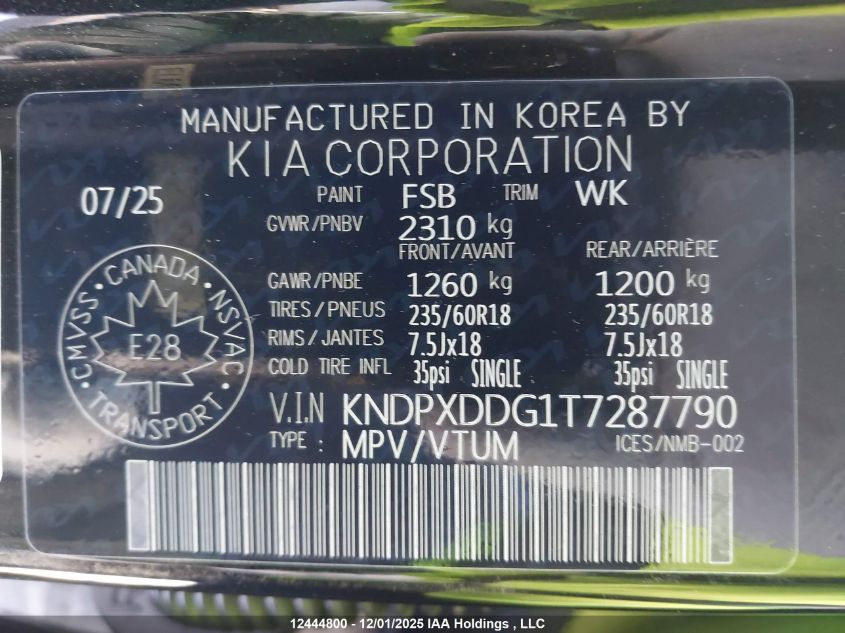 MANUFACTURED IN KOREA BY
KIA CORPORATION
07/25 PAINT FSB TRIM WK
GVWR/PNBV 2310 kg
FRONT/AVANT REAR/ARRIÈRE
GAWR/PNBE 1260 kg 1200 kg
TIRES/PNEUS 235/60R18 235/60R18
RIMS/JANTES 7.5Jx18 7.5Jx18
COLD TIRE INFL 35psi SINGLE 35psi SINGLE
CANADA · NSVAC · TRANSPORT · CMVSS ·
E28
V.I.N KNDPXDDG1T7287790
TYPE : MPV/VTUM ICES/NMB-002
12444800 - 12/01/2025 IAA Holdings , LLC